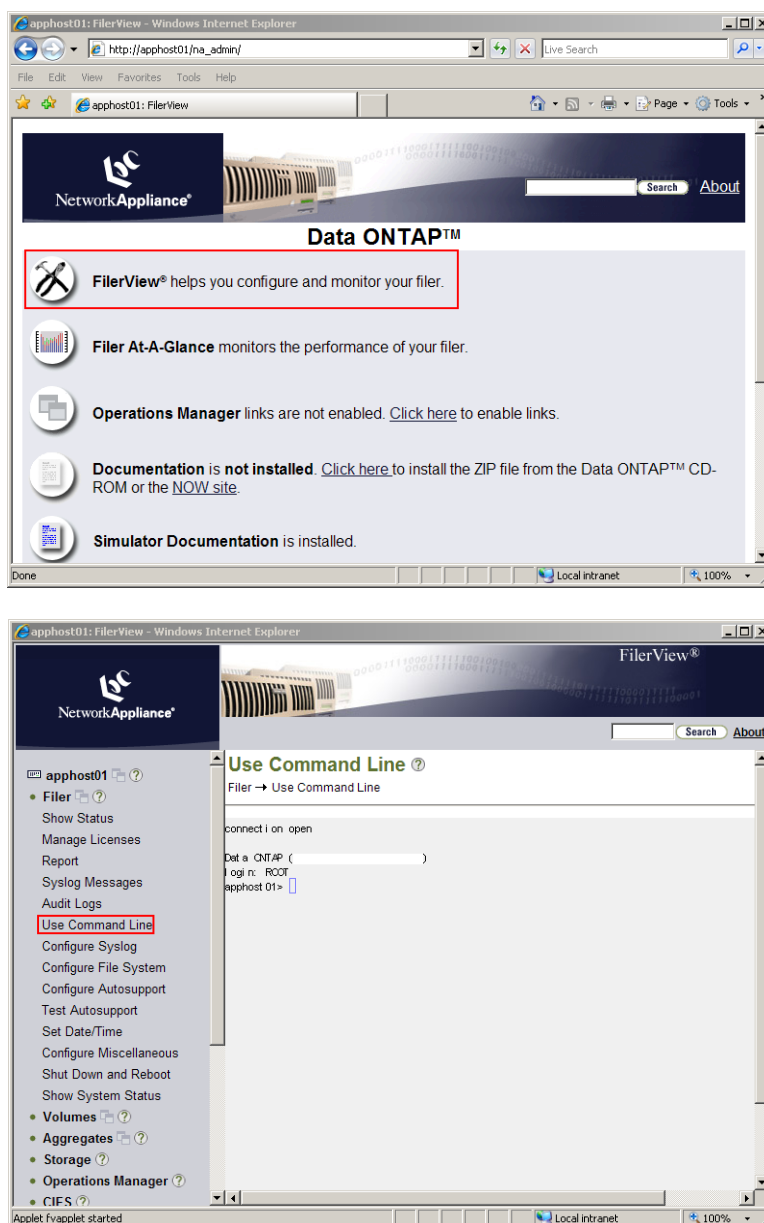 apphost01: FilerView - Windows Internet Explorer
http://apphost01/na_admin/
Live Search
File Edit View Favorites Tools Help
apphost01: FilerView
Page Tools
NetworkAppliance®
Search About
Data ONTAP™
FilerView® helps you configure and monitor your filer.
Filer At-A-Glance monitors the performance of your filer.
Operations Manager links are not enabled. Click here to enable links.
Documentation is not installed. Click here to install the ZIP file from the Data ONTAP™ CD-
ROM or the NOW site.
Simulator Documentation is installed.
Done Local intranet 100%
apphost01: FilerView - Windows Internet Explorer
FilerView®
NetworkAppliance®
Search About
apphost01
Filer
Show Status
Manage Licenses
Report
Syslog Messages
Audit Logs
Use Command Line
Configure Syslog
Configure File System
Configure Autosupport
Test Autosupport
Set Date/Time
Configure Miscellaneous
Shut Down and Reboot
Show System Status
Volumes
Aggregates
Storage
Operations Manager
CIFS
Use Command Line
Filer → Use Command Line
connection open
Data ONTAP ( )
login: ROOT
apphost01>
Applet fvapplet started Local intranet 100%